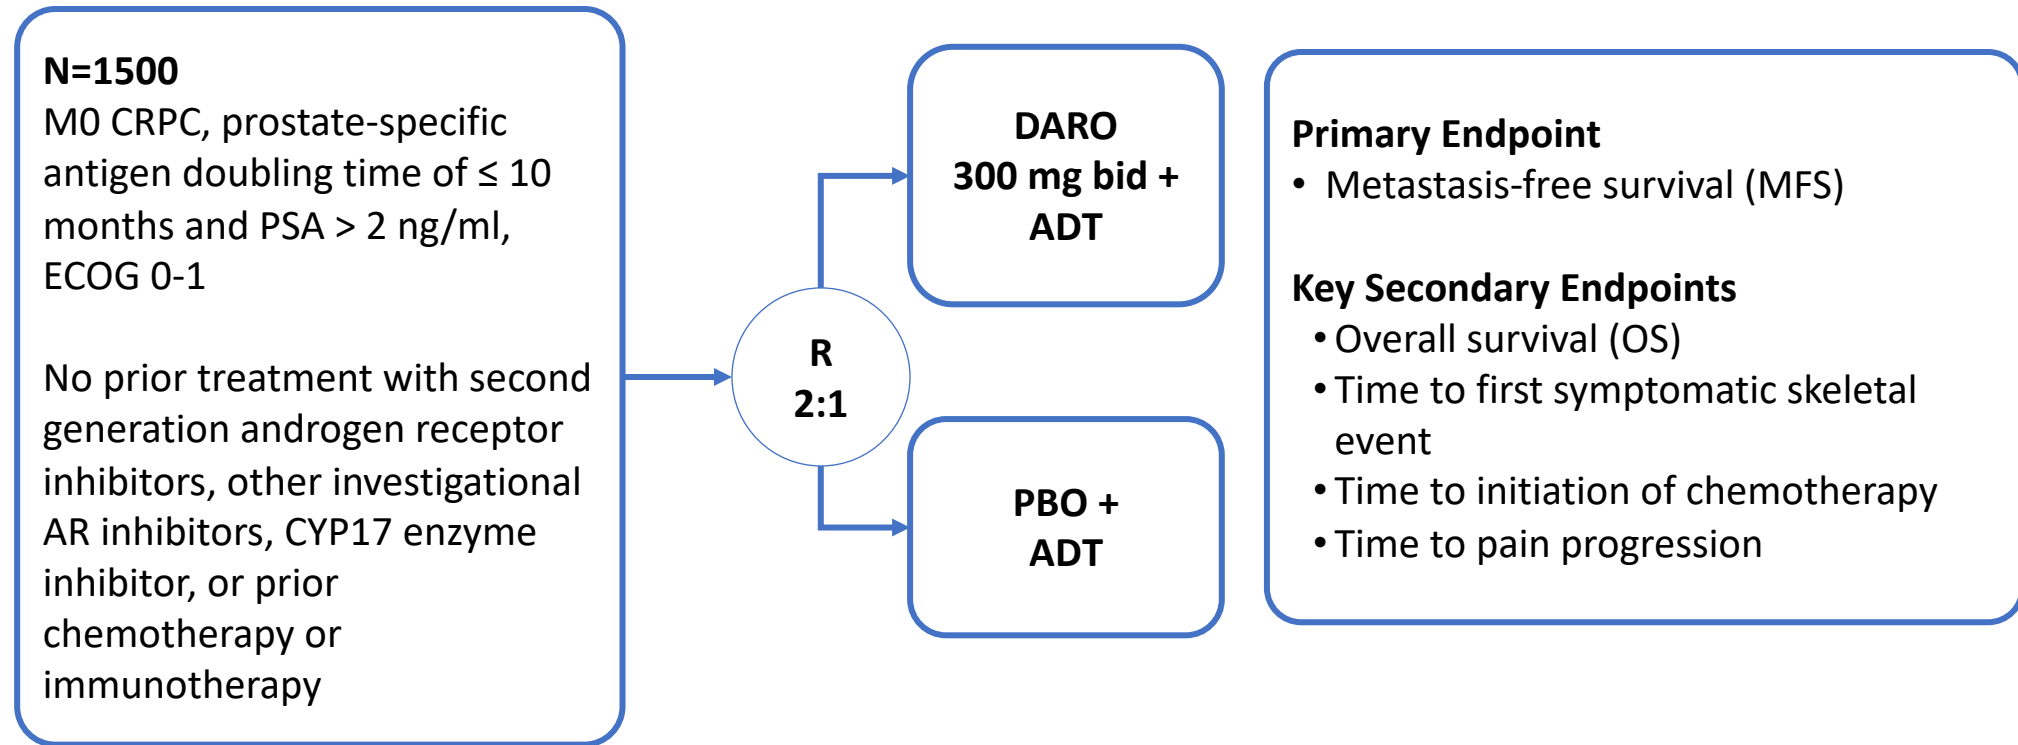 N=1500
M0 CRPC, prostate-specific
antigen doubling time of ≤ 10
months and PSA > 2 ng/ml,
ECOG 0-1
No prior treatment with second
generation androgen receptor
inhibitors, other investigational
AR inhibitors, CYP17 enzyme
inhibitor, or prior
chemotherapy or
immunotherapy
R
2:1
DARO
300 mg bid +
ADT
PBO +
ADT
Primary Endpoint
• Metastasis-free survival (MFS)
Key Secondary Endpoints
• Overall survival (OS)
• Time to first symptomatic skeletal
event
• Time to initiation of chemotherapy
• Time to pain progression